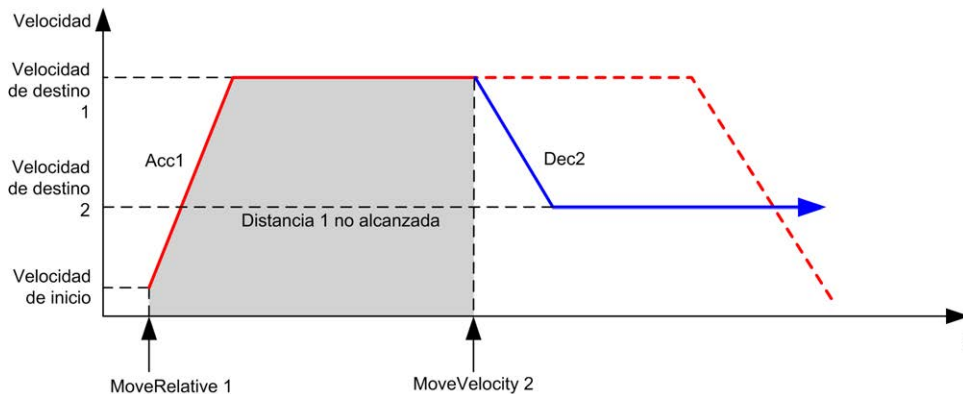 Velocidad
Velocidad
de destino
1
Acc1
Dec2
Velocidad
de destino
2
Distancia 1 no alcanzada
Velocidad
de inicio
MoveRelative 1
MoveVelocity 2